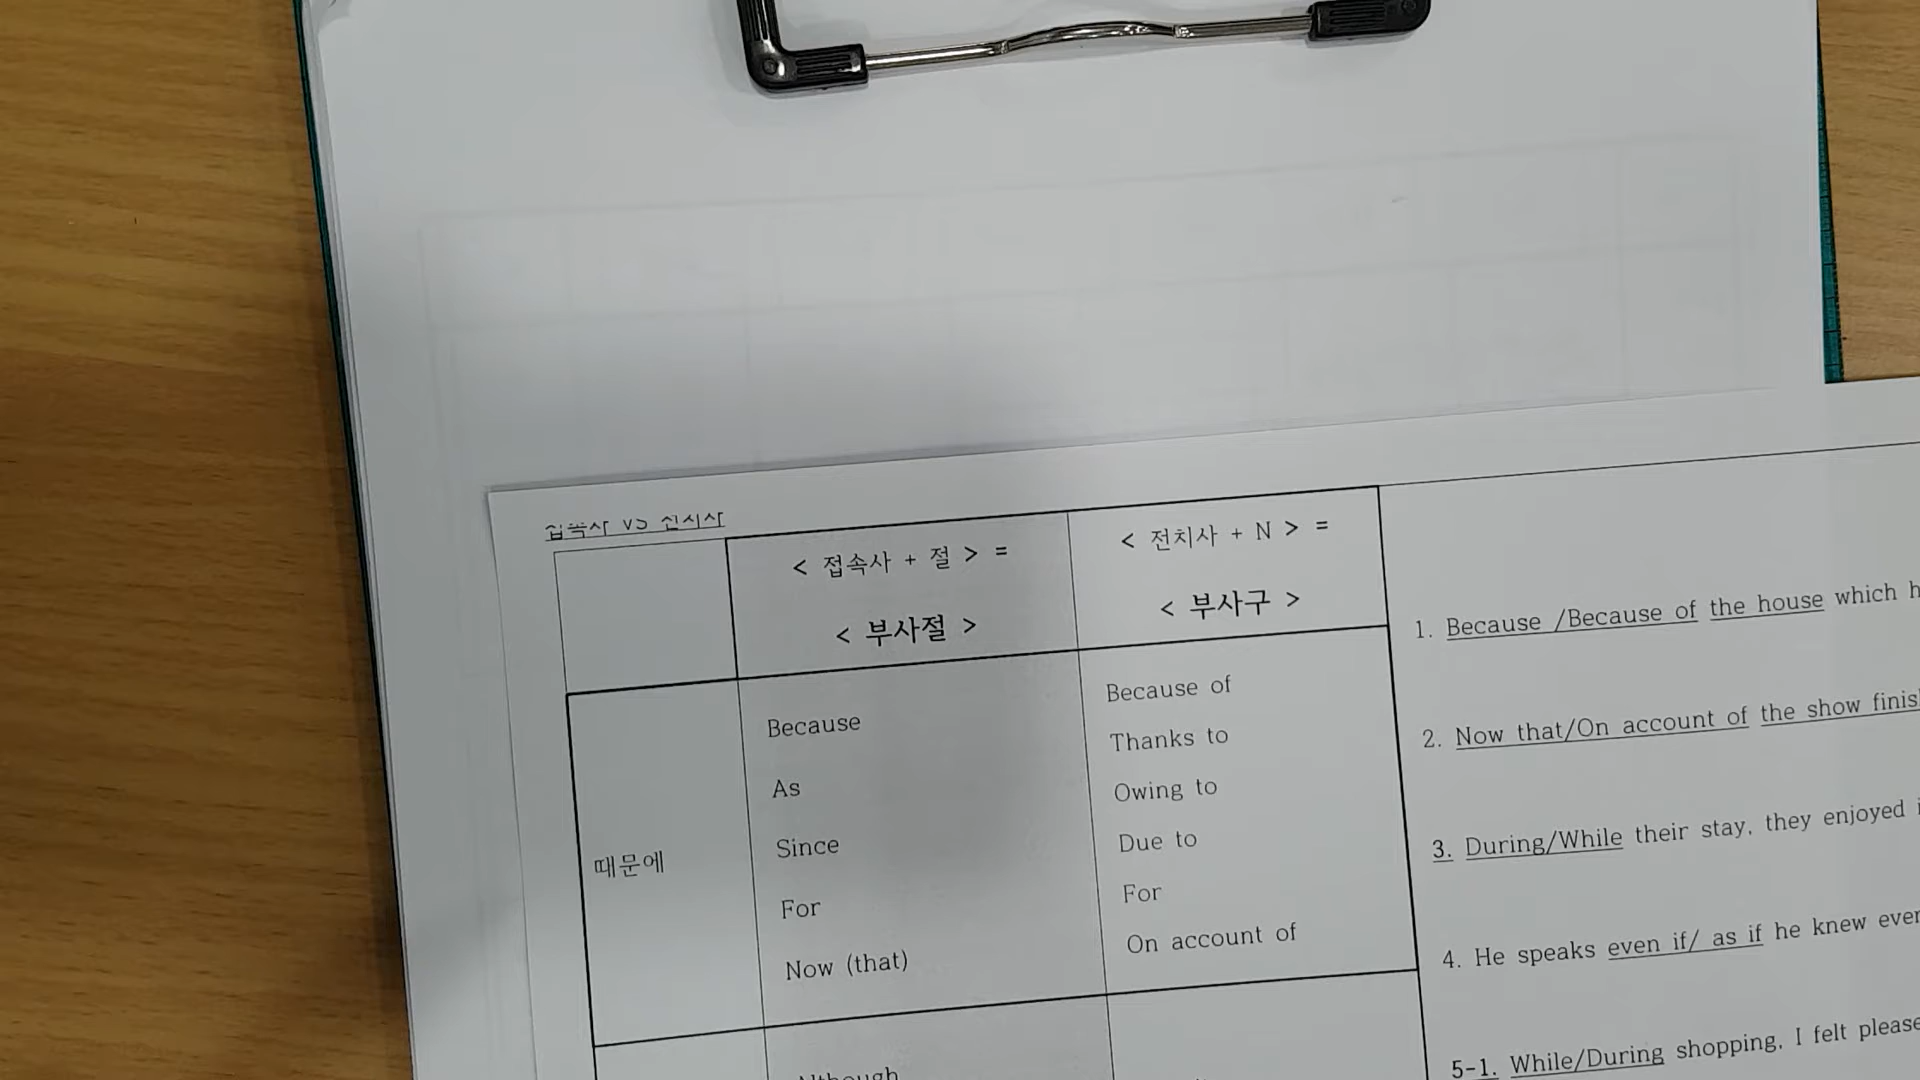 접속사 VS 전치사
< 접속사 + 절 > =
< 부사절 >
< 전치사 + N > =
< 부사구 >
때문에
Because
As
Since
For
Now (that)
Because of
Thanks to
Owing to
Due to
For
On account of
Although
1. Because /Because of the house which
2. Now that/On account of the show
3. During/While their stay, they enjoyed
4. He speaks even if/ as if he knew
5-1. While/During shopping, I felt